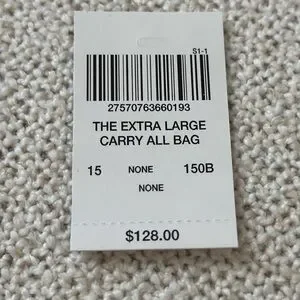 S1-1
27570763660193
THE EXTRA LARGE
CARRY ALL BAG
15 NONE 150B
NONE
$128.00